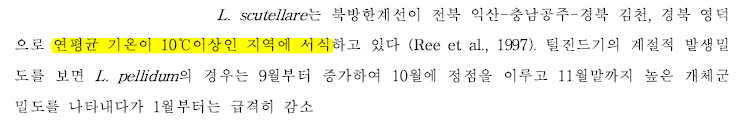 L. scutellare는 북방한계선이 전북 익산-충남공주-경북 김천, 경북 영덕
으로 연평균 기온이 10℃이상인 지역에 서식하고 있다 (Ree et al., 1997). 털진드기의 계절적 발생밀
도를 보면 L. pellidum의 경우는 9월부터 증가하여 10월에 정점을 이루고 11월말까지 높은 개체군
밀도를 나타내다가 1월부터는 급격히 감소